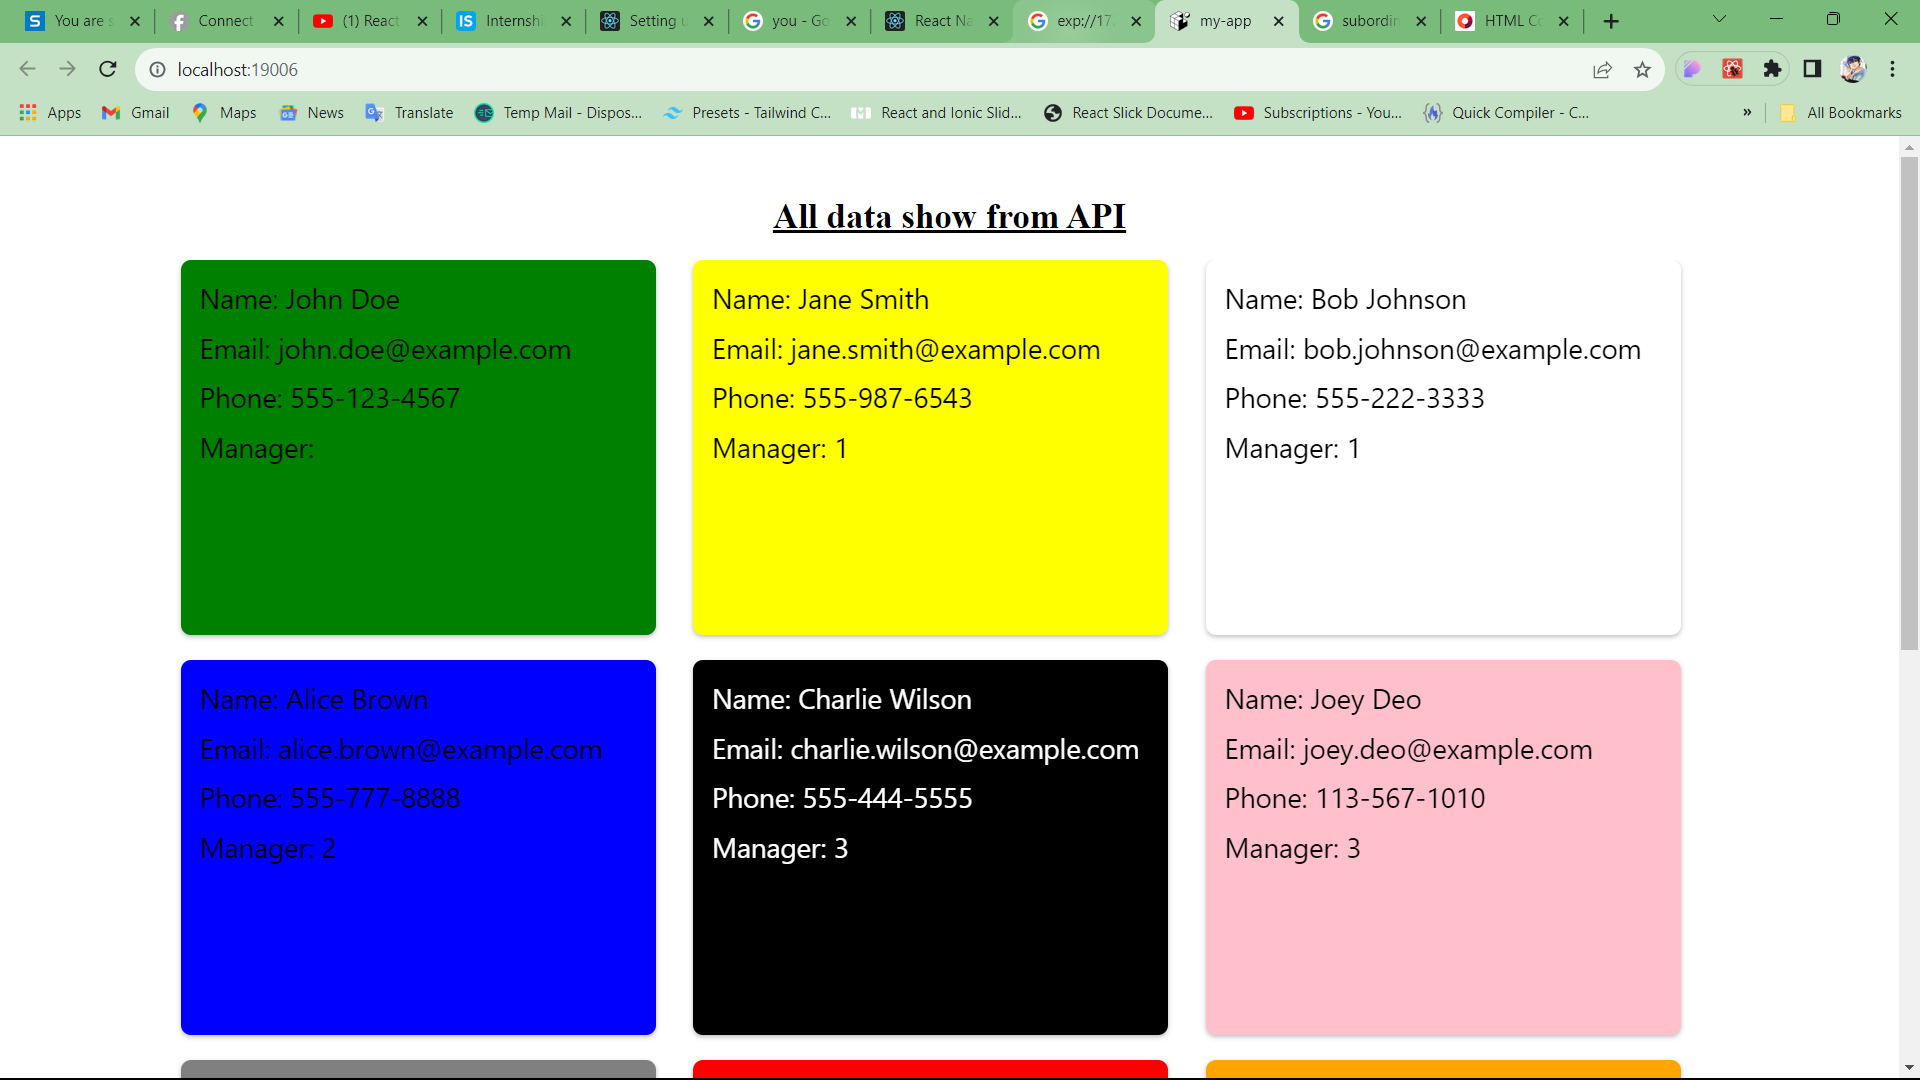 You are s
Connect
(1) React
Internshi
Setting u
you - Go
React Na
exp://17.
my-app
subordin
HTML Co
localhost:19006
Apps
Gmail
Maps
News
Translate
Temp Mail - Dispos...
Presets - Tailwind C...
React and Ionic Slid...
React Slick Docume...
Subscriptions - You...
Quick Compiler - C...
»
All Bookmarks
All data show from API
Name: John Doe
Email: john.doe@example.com
Phone: 555-123-4567
Manager:
Name: Jane Smith
Email: jane.smith@example.com
Phone: 555-987-6543
Manager: 1
Name: Bob Johnson
Email: bob.johnson@example.com
Phone: 555-222-3333
Manager: 1
Name: Alice Brown
Email: alice.brown@example.com
Phone: 555-777-8888
Manager: 2
Name: Charlie Wilson
Email: charlie.wilson@example.com
Phone: 555-444-5555
Manager: 3
Name: Joey Deo
Email: joey.deo@example.com
Phone: 113-567-1010
Manager: 3